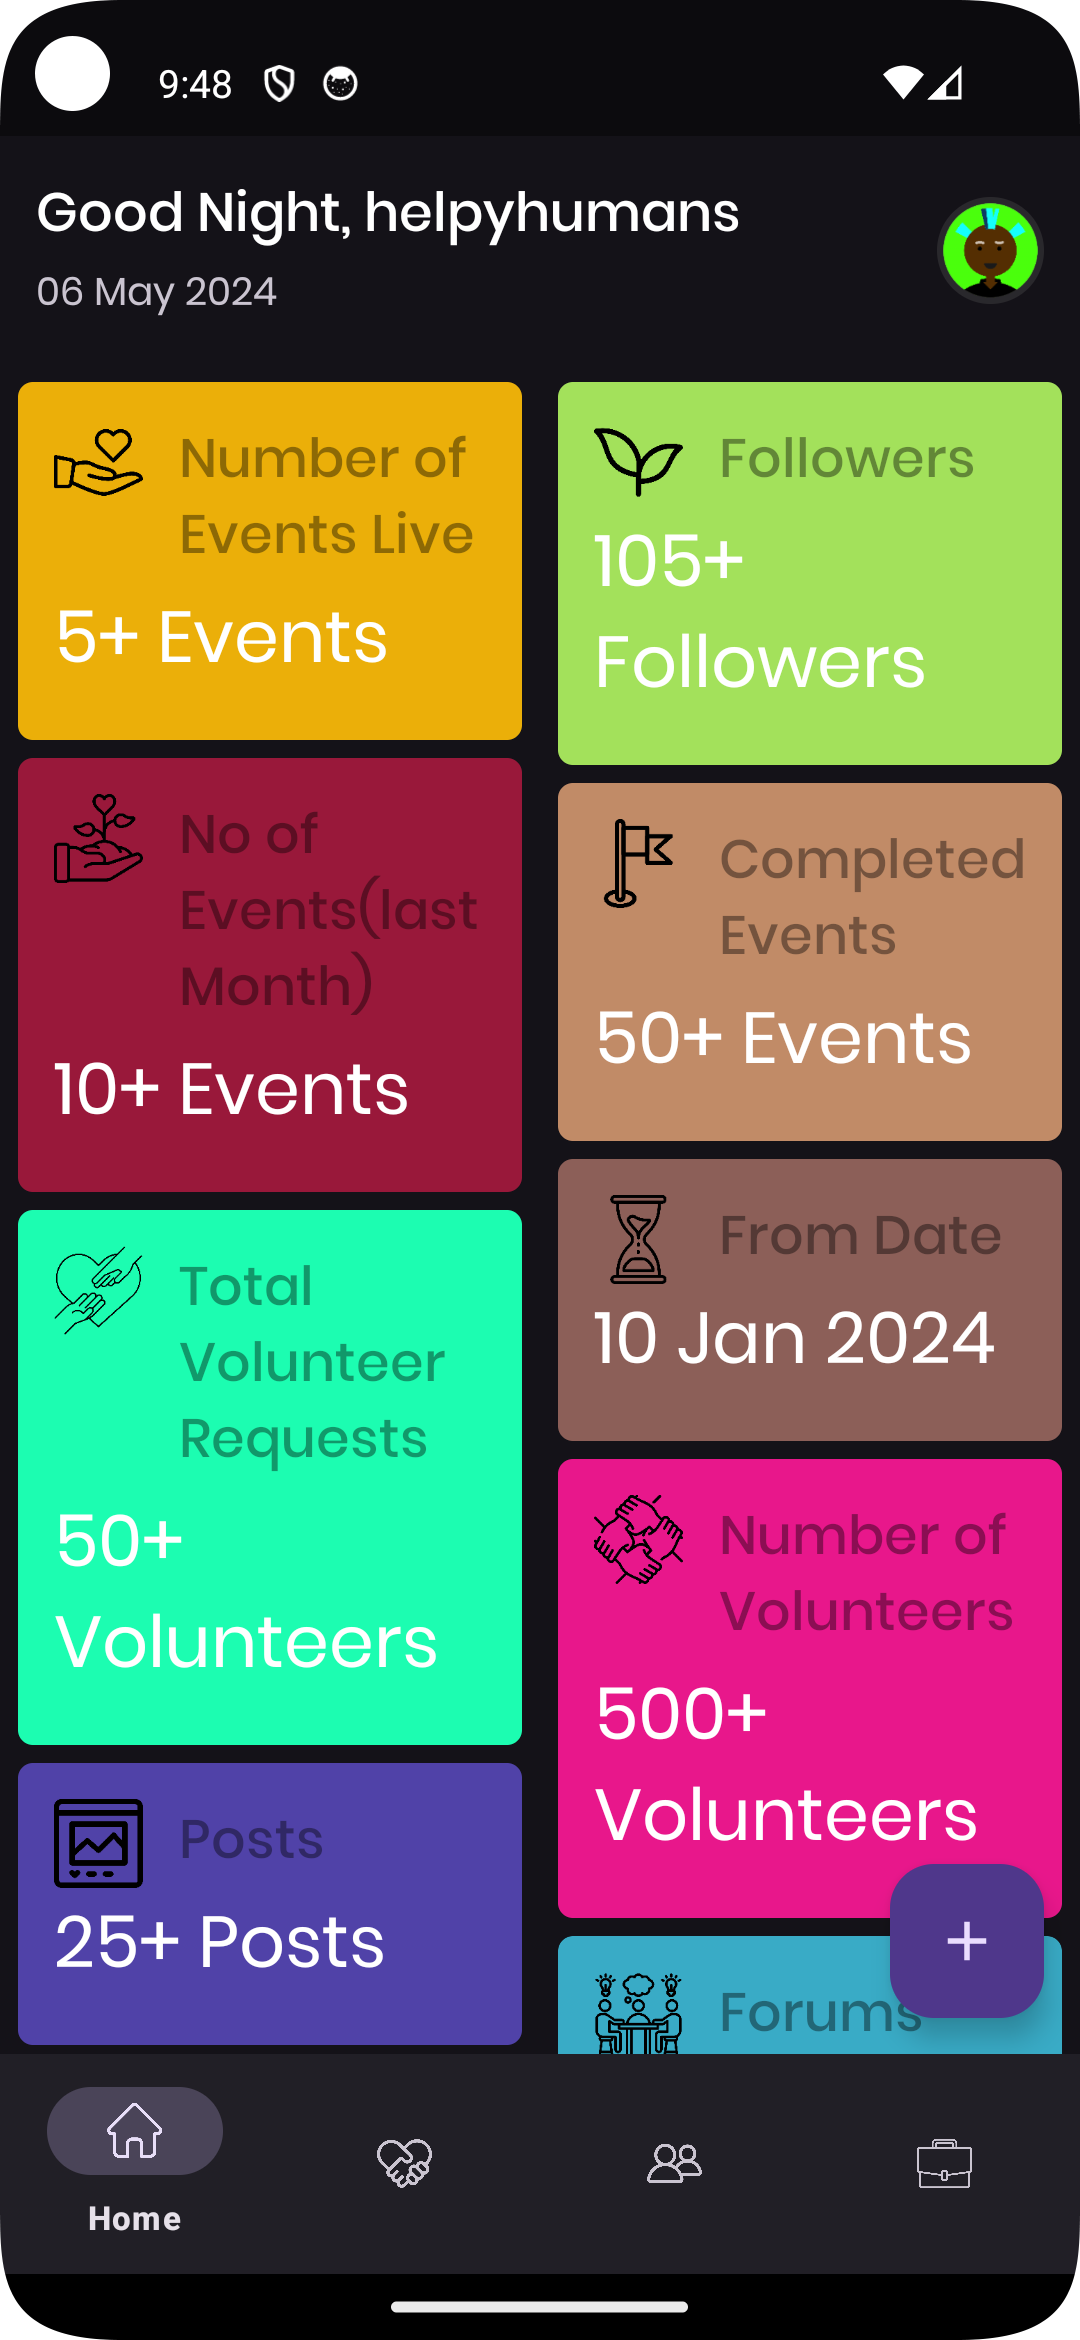 9:48
Good Night, helpyhumans
06 May 2024
Number of
Events Live
5+ Events
Followers
105+
Followers
No of
Events(last
Month)
10+ Events
Completed
Events
50+ Events
Total
Volunteer
Requests
50+
Volunteers
From Date
10 Jan 2024
Number of
Volunteers
500+
Volunteers
Posts
25+ Posts
Forums
+
Home